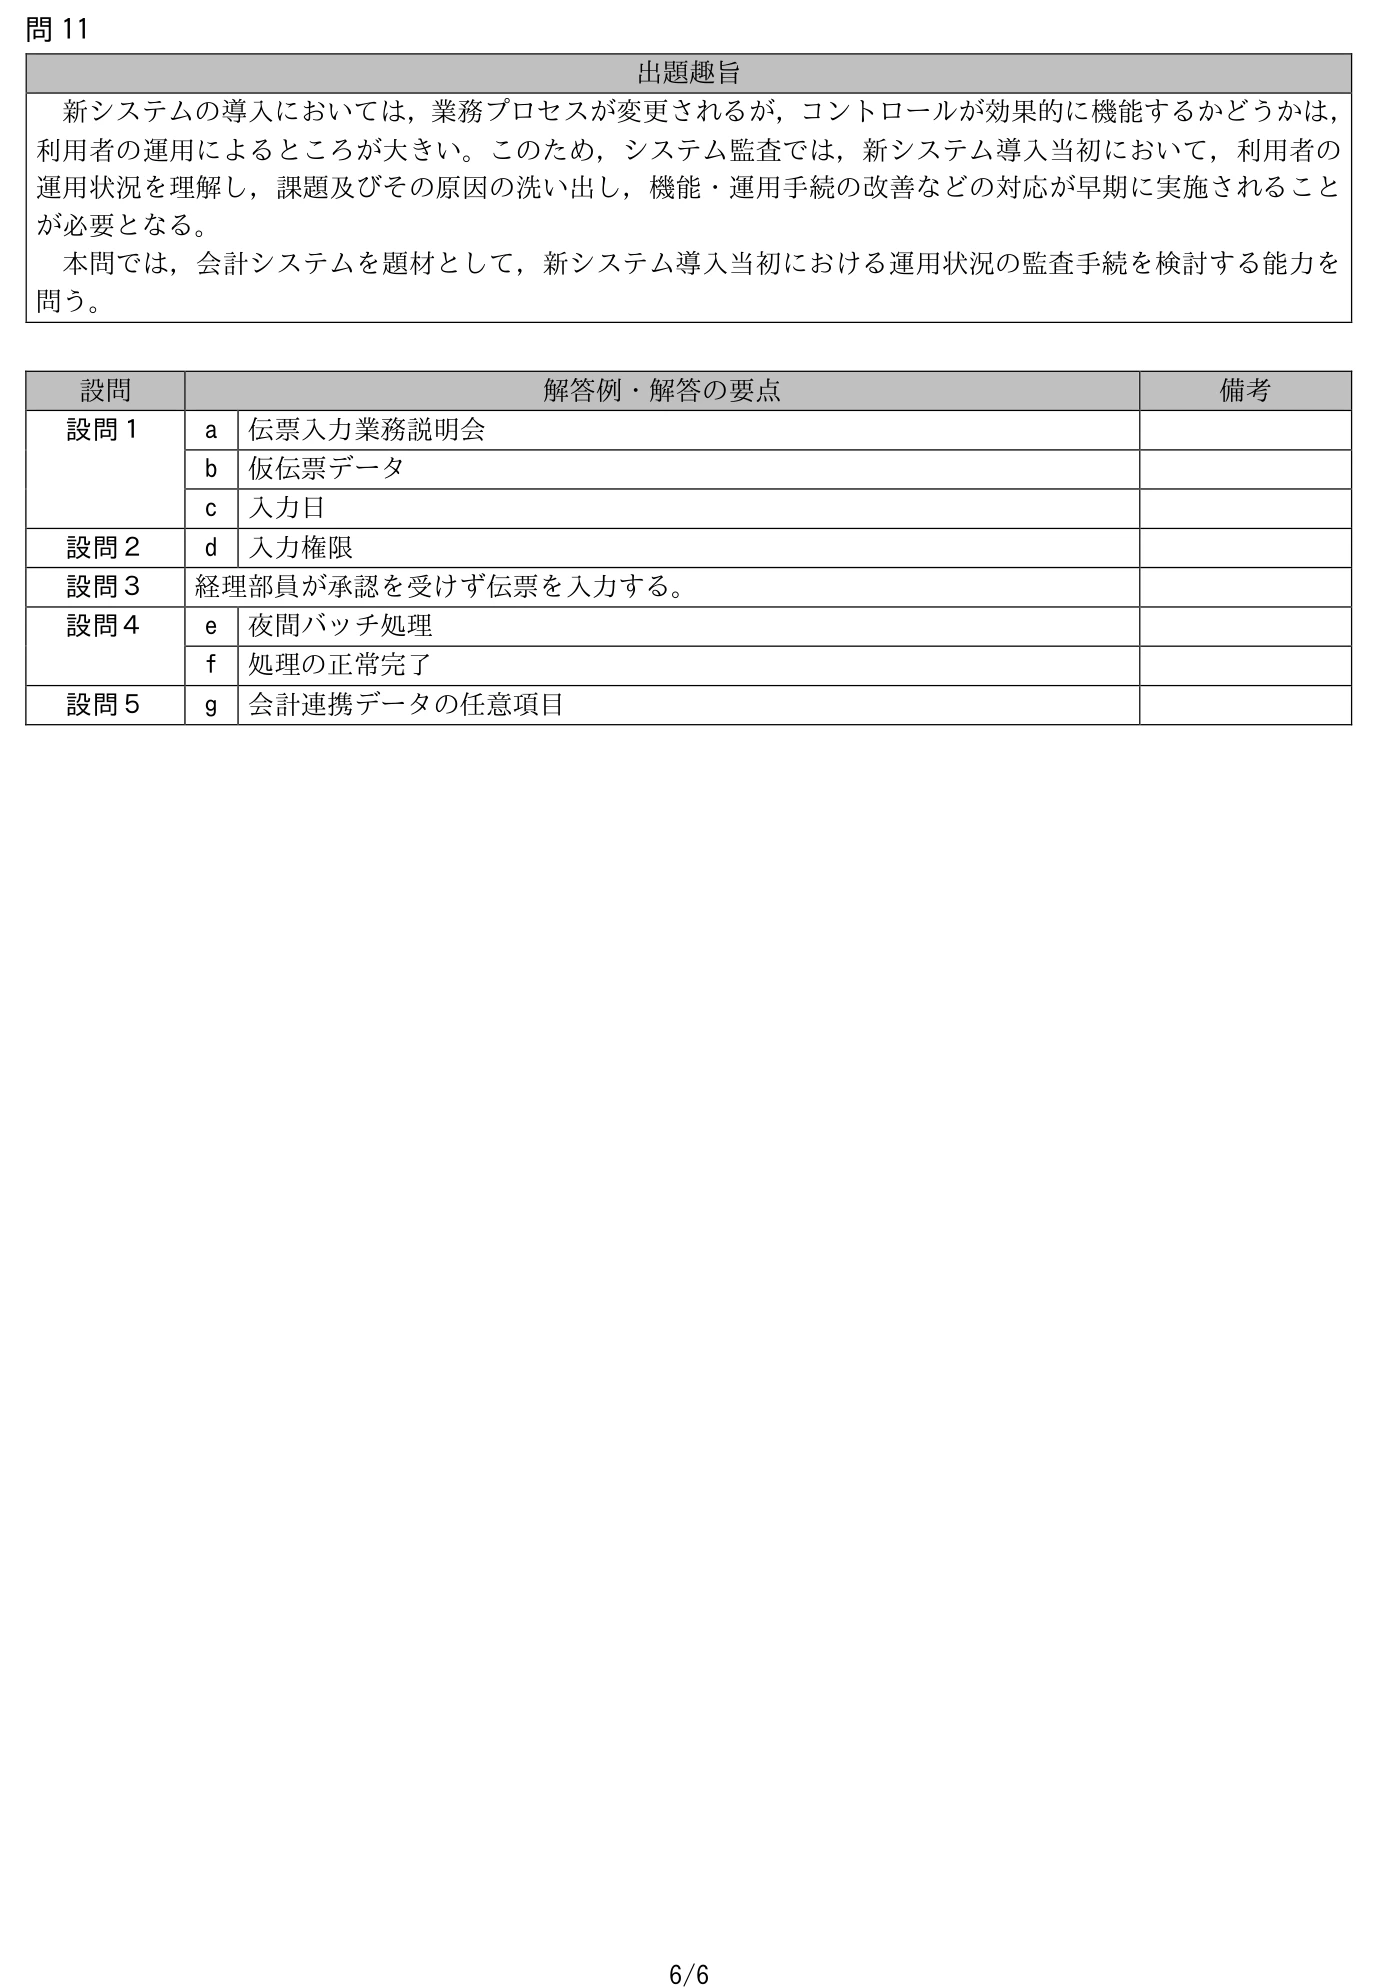 問 11
出題趣旨
新システムの導入においては，業務プロセスが変更されるが，コントロールが効果的に機能するかどうかは，
利用者の運用によるところが大きい。このため，システム監査では，新システム導入当初において，利用者の
運用状況を理解し，課題及びその原因の洗い出し，機能・運用手続の改善などの対応が早期に実施されること
が必要となる。
本問では，会計システムを題材として，新システム導入当初における運用状況の監査手続を検討する能力を
問う。
設問 解答例・解答の要点 備考
設問１ a 伝票入力業務説明会
b 仮伝票データ
c 入力日
設問２ d 入力権限
設問３ 経理部員が承認を受けず伝票を入力する。
設問４ e 夜間バッチ処理
f 処理の正常完了
設問５ g 会計連携データの任意項目
6/6